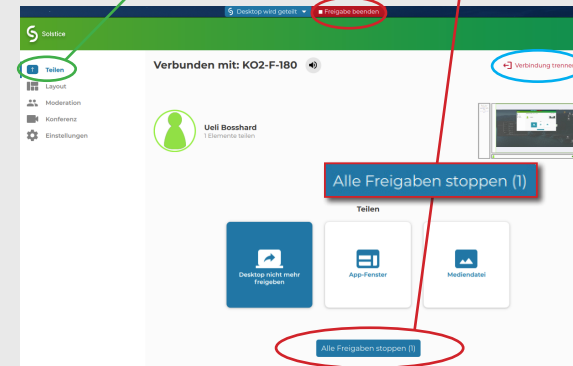 Desktop wird geteilt
Freigabe beenden
Solstice
Teilen
Verbunden mit: KO2-F-180
Verbindung trennen
Layout
Moderation
Konferenz
Einstellungen
Ueli Bosshard
1 Elemente teilen
Alle Freigaben stoppen (1)
Teilen
Desktop nicht mehr
freigeben
App-Fenster
Mediendatei
Alle Freigaben stoppen (1)